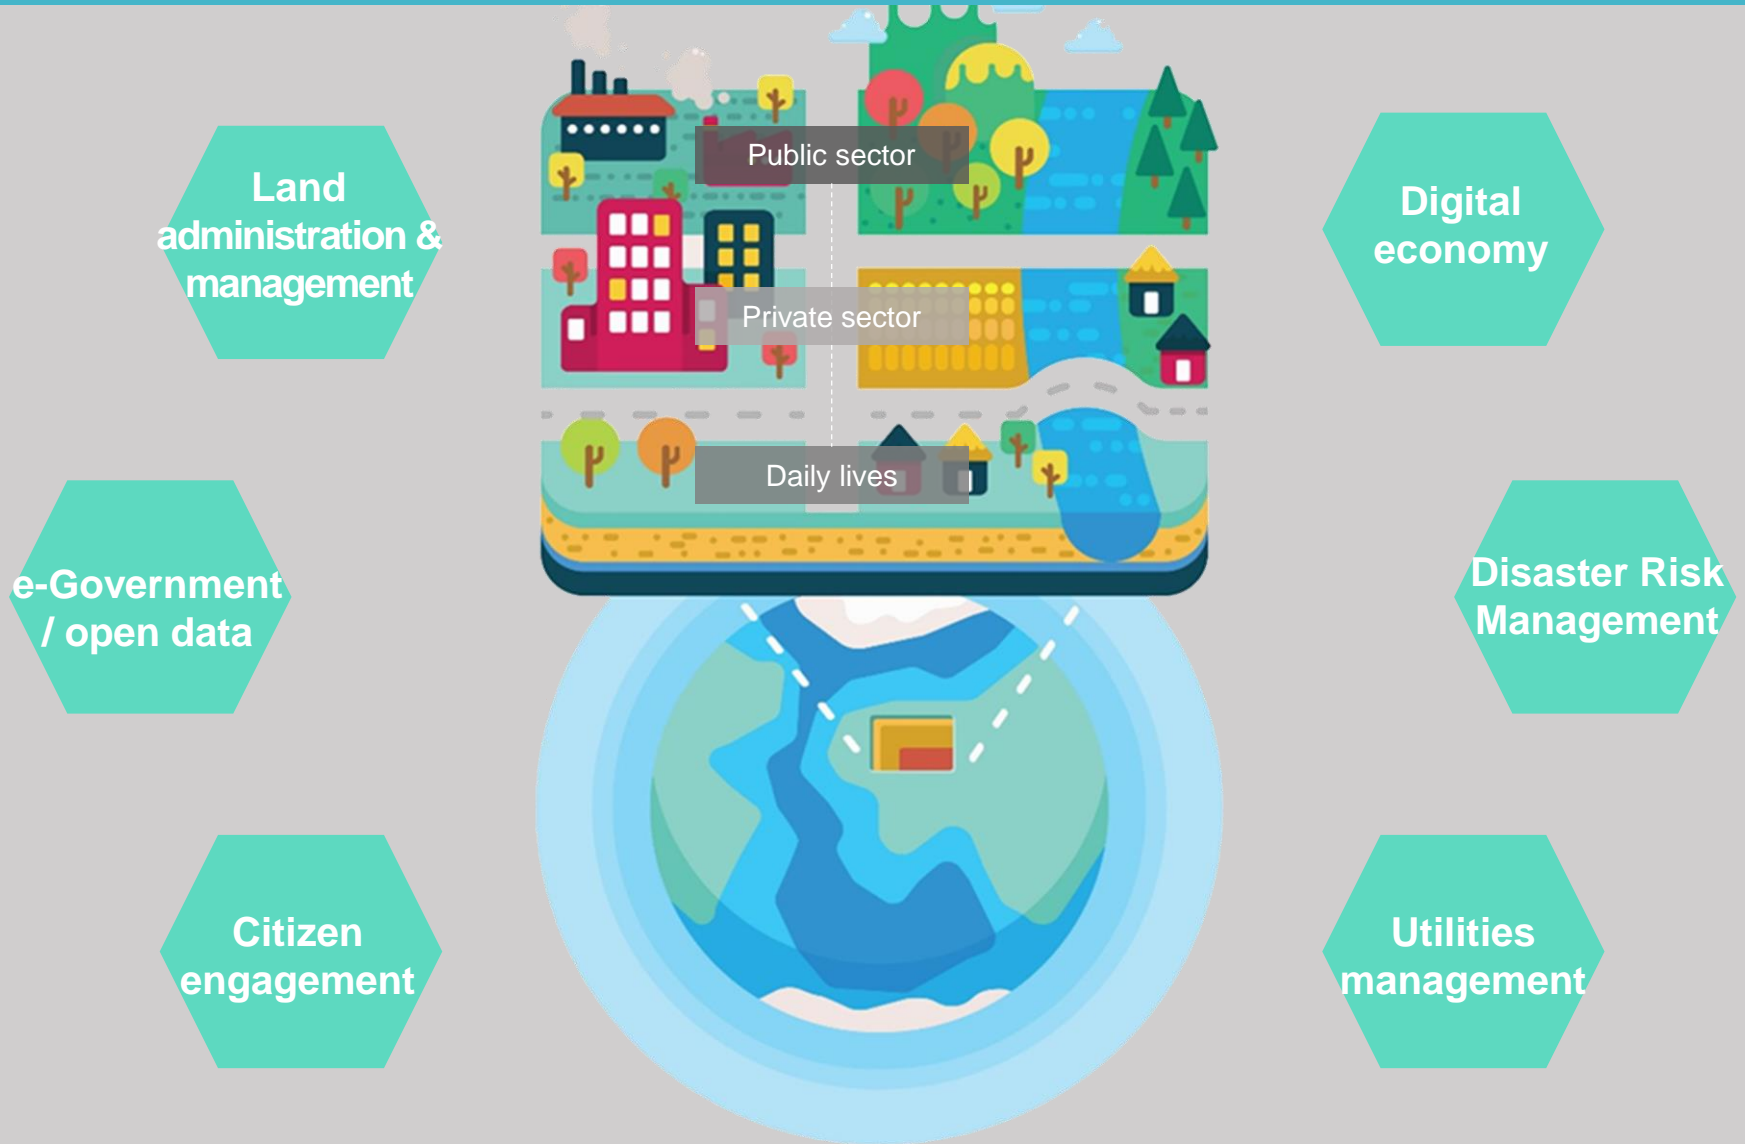 Public sector
Land
administration &
management
Digital
economy
Private sector
Daily lives
e-Government
/ open data
Disaster Risk
Management
Citizen
engagement
Utilities
management